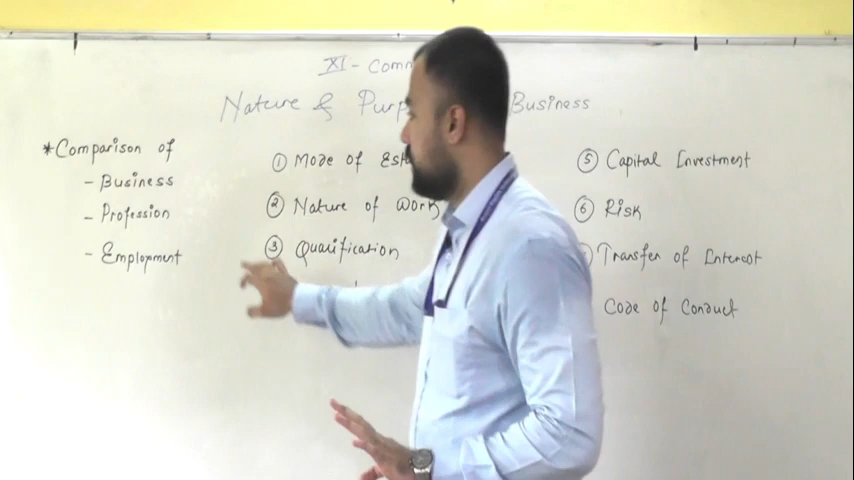 XI - Comm
Nature & Purp Business
*Comparison of
- Business
- Profession
- Employment
① Mode of Est
② Nature of Work
③ Qualification
⑤ Capital Investment
⑥ Risk
Transfer of Interest
Code of Conduct